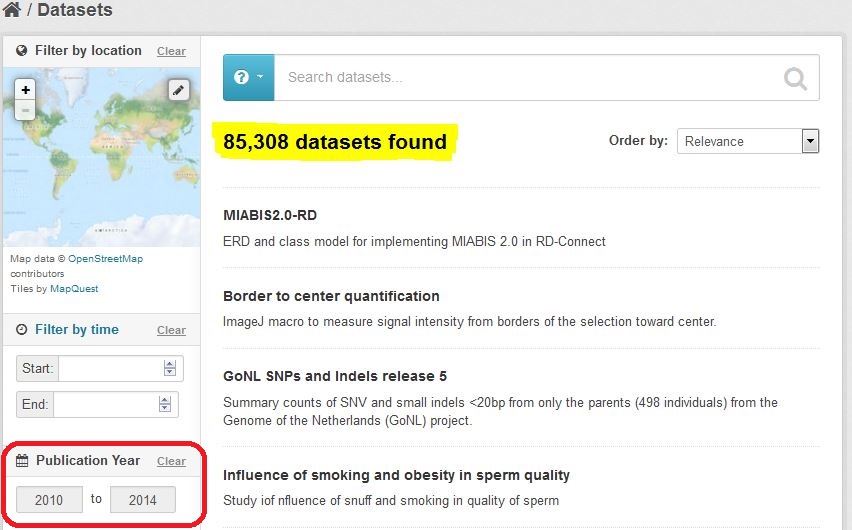 / Datasets
Filter by location Clear
+
-
Map data © OpenStreetMap
contributors
Tiles by MapQuest
Filter by time Clear
Start:
End:
Publication Year Clear
2010 to 2014
? Search datasets...
85,308 datasets found
Order by: Relevance
MIABIS2.0-RD
ERD and class model for implementing MIABIS 2.0 in RD-Connect
Border to center quantification
ImageJ macro to measure signal intensity from borders of the selection toward center.
GoNL SNPs and Indels release 5
Summary counts of SNV and small indels <20bp from only the parents (498 individuals) from the
Genome of the Netherlands (GoNL) project.
Influence of smoking and obesity in sperm quality
Study iof nfluence of snuff and smoking in quality of sperm